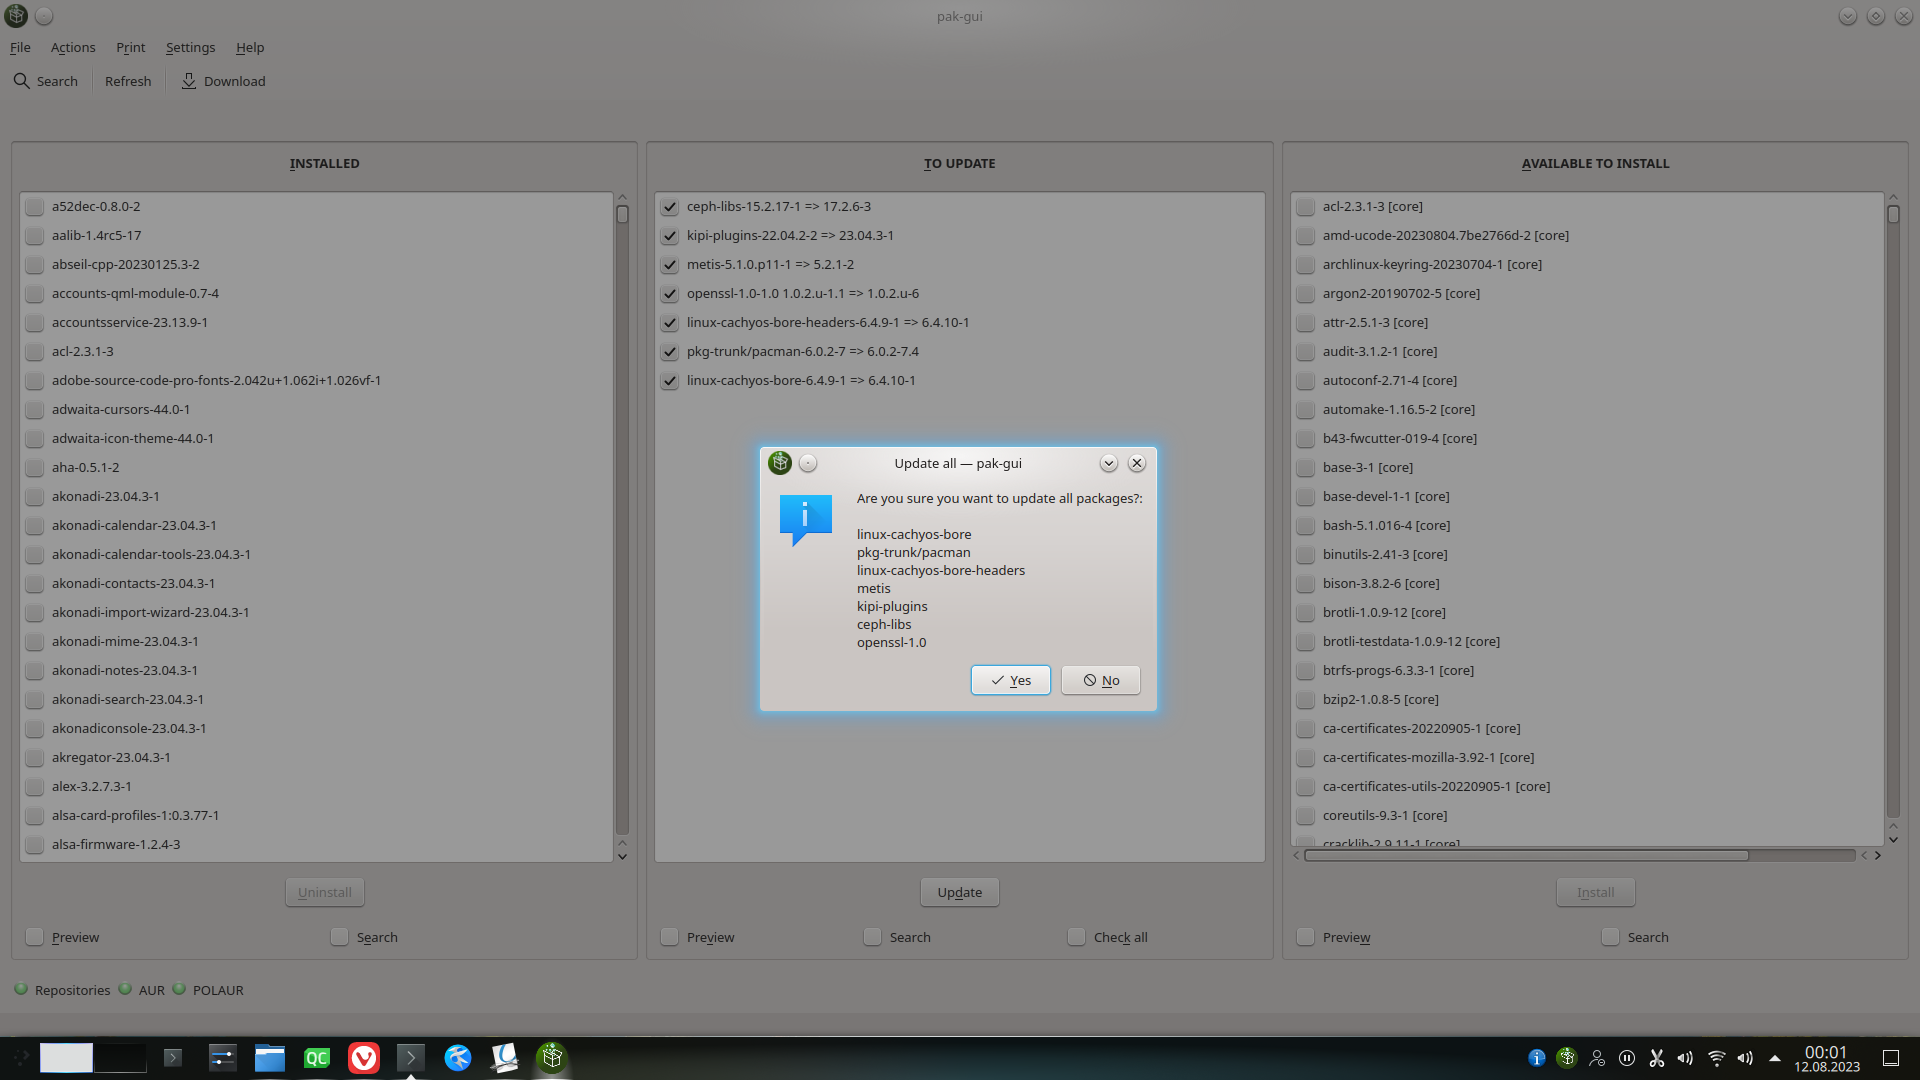 pak-gui
File Actions Print Settings Help
Search Refresh Download
INSTALLED
a52dec-0.8.0-2
aalib-1.4rc5-17
abseil-cpp-20230125.3-2
accounts-qml-module-0.7-4
accountsservice-23.13.9-1
acl-2.3.1-3
adobe-source-code-pro-fonts-2.042u+1.062i+1.026vf-1
adwaita-cursors-44.0-1
adwaita-icon-theme-44.0-1
aha-0.5.1-2
akonadi-23.04.3-1
akonadi-calendar-23.04.3-1
akonadi-calendar-tools-23.04.3-1
akonadi-contacts-23.04.3-1
akonadi-import-wizard-23.04.3-1
akonadi-mime-23.04.3-1
akonadi-notes-23.04.3-1
akonadi-search-23.04.3-1
akonadiconsole-23.04.3-1
akregator-23.04.3-1
alex-3.2.7.3-1
alsa-card-profiles-1:0.3.77-1
alsa-firmware-1.2.4-3
Uninstall
Preview Search
TO UPDATE
ceph-libs-15.2.17-1 => 17.2.6-3
kipi-plugins-22.04.2-2 => 23.04.3-1
metis-5.1.0.p11-1 => 5.2.1-2
openssl-1.0-1.0 1.0.2.u-1.1 => 1.0.2.u-6
linux-cachyos-bore-headers-6.4.9-1 => 6.4.10-1
pkg-trunk/pacman-6.0.2-7 => 6.0.2-7.4
linux-cachyos-bore-6.4.9-1 => 6.4.10-1
Update all — pak-gui
Are you sure you want to update all packages?:
linux-cachyos-bore
pkg-trunk/pacman
linux-cachyos-bore-headers
metis
kipi-plugins
ceph-libs
openssl-1.0
Yes No
Update
Preview Search Check all
AVAILABLE TO INSTALL
acl-2.3.1-3 [core]
amd-ucode-20230804.7be2766d-2 [core]
archlinux-keyring-20230704-1 [core]
argon2-20190702-5 [core]
attr-2.5.1-3 [core]
audit-3.1.2-1 [core]
autoconf-2.71-4 [core]
automake-1.16.5-2 [core]
b43-fwcutter-019-4 [core]
base-3-1 [core]
base-devel-1-1 [core]
bash-5.1.016-4 [core]
binutils-2.41-3 [core]
bison-3.8.2-6 [core]
brotli-1.0.9-12 [core]
brotli-testdata-1.0.9-12 [core]
btrfs-progs-6.3.3-1 [core]
bzip2-1.0.8-5 [core]
ca-certificates-20220905-1 [core]
ca-certificates-mozilla-3.92-1 [core]
ca-certificates-utils-20220905-1 [core]
coreutils-9.3-1 [core]
cracklib-2.9.11-1 [core]
Install
Preview Search
Repositories AUR POLAUR
QC
00:01
12.08.2023